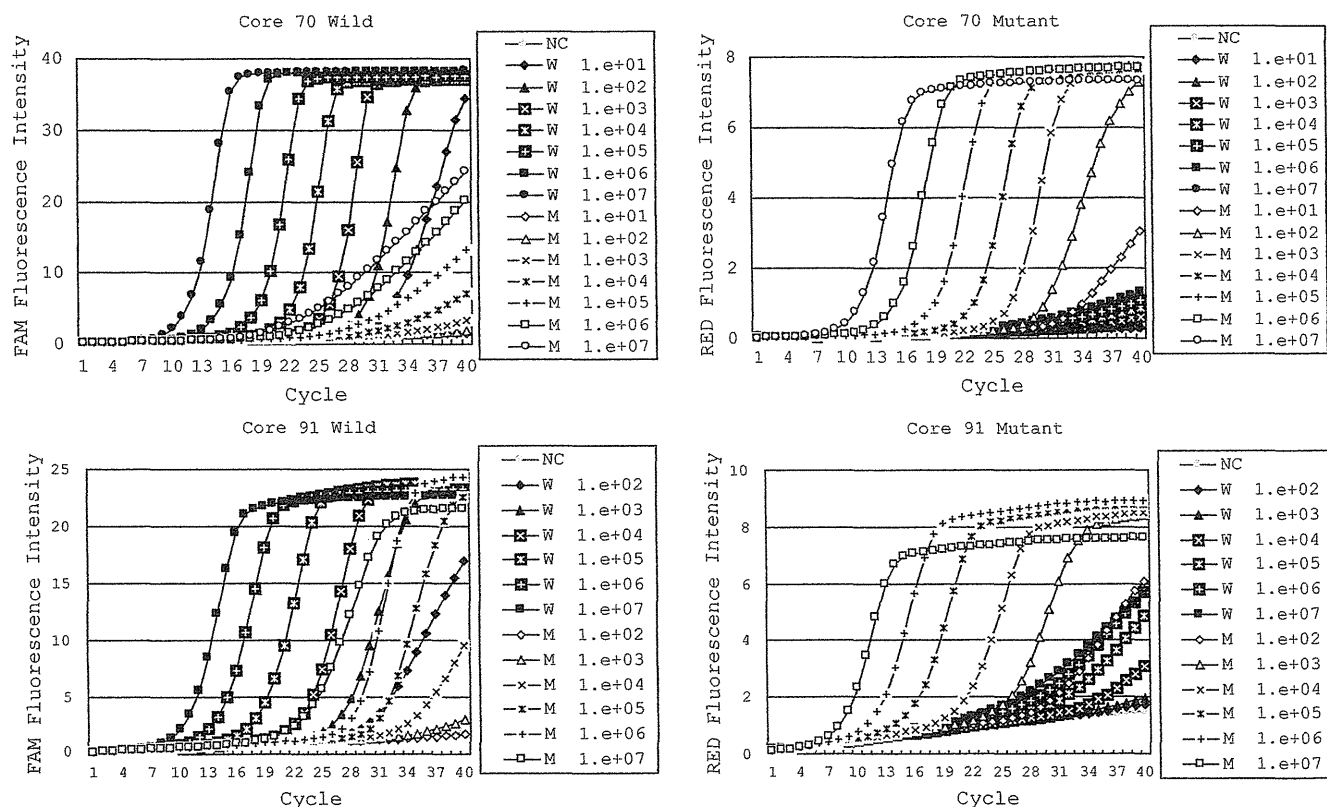 Core 70 Wild
FAM Fluorescence Intensity
40
30
20
10
0
1 4 7 10 13 16 19 22 25 28 31 34 37 40
Cycle
NC
W 1.e+01
W 1.e+02
W 1.e+03
W 1.e+04
W 1.e+05
W 1.e+06
W 1.e+07
M 1.e+01
M 1.e+02
M 1.e+03
M 1.e+04
M 1.e+05
M 1.e+06
M 1.e+07
Core 70 Mutant
RED Fluorescence Intensity
8
6
4
2
0
1 4 7 10 13 16 19 22 25 28 31 34 37 40
Cycle
NC
W 1.e+01
W 1.e+02
W 1.e+03
W 1.e+04
W 1.e+05
W 1.e+06
W 1.e+07
M 1.e+01
M 1.e+02
M 1.e+03
M 1.e+04
M 1.e+05
M 1.e+06
M 1.e+07
Core 91 Wild
FAM Fluorescence Intensity
25
20
15
10
5
0
1 4 7 10 13 16 19 22 25 28 31 34 37 40
Cycle
NC
W 1.e+02
W 1.e+03
W 1.e+04
W 1.e+05
W 1.e+06
W 1.e+07
M 1.e+02
M 1.e+03
M 1.e+04
M 1.e+05
M 1.e+06
M 1.e+07
Core 91 Mutant
RED Fluorescence Intensity
10
8
6
4
2
0
1 4 7 10 13 16 19 22 25 28 31 34 37 40
Cycle
NC
W 1.e+02
W 1.e+03
W 1.e+04
W 1.e+05
W 1.e+06
W 1.e+07
M 1.e+02
M 1.e+03
M 1.e+04
M 1.e+05
M 1.e+06
M 1.e+07